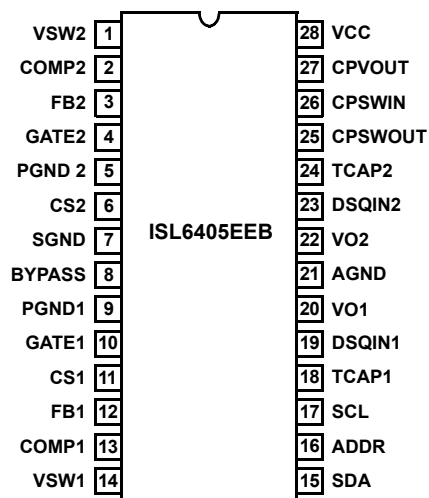 VSW2 1 28 VCC
COMP2 2 27 CPVOUT
FB2 3 26 CPSWIN
GATE2 4 25 CPSWOUT
PGND 2 5 24 TCAP2
CS2 6 23 DSQIN2
SGND 7 ISL6405EEB 22 VO2
BYPASS 8 21 AGND
PGND1 9 20 VO1
GATE1 10 19 DSQIN1
CS1 11 18 TCAP1
FB1 12 17 SCL
COMP1 13 16 ADDR
VSW1 14 15 SDA